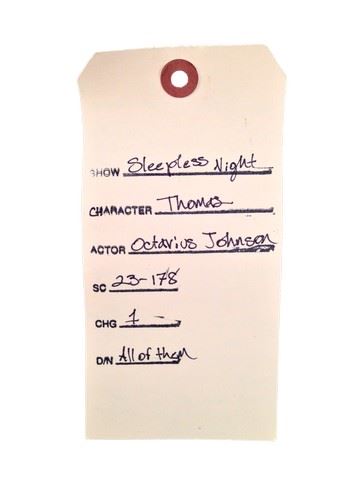 SHOW Sleepless Night
CHARACTER Thomas
ACTOR Octavius Johnson
SC 23-178
CHG 1 -
D/N All of them